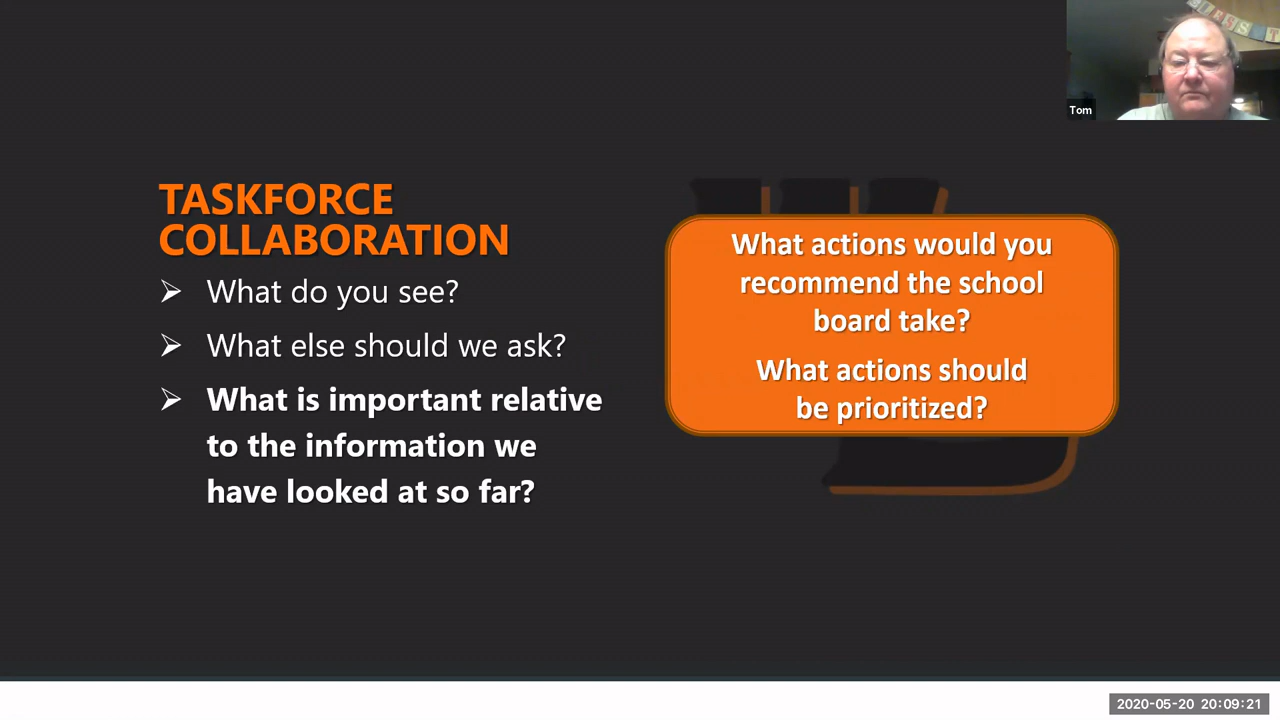 Tom
TASKFORCE
COLLABORATION
What do you see?
What else should we ask?
What is important relative
to the information we
have looked at so far?
What actions would you
recommend the school
board take?
What actions should
be prioritized?
2020-05-20 20:09:21